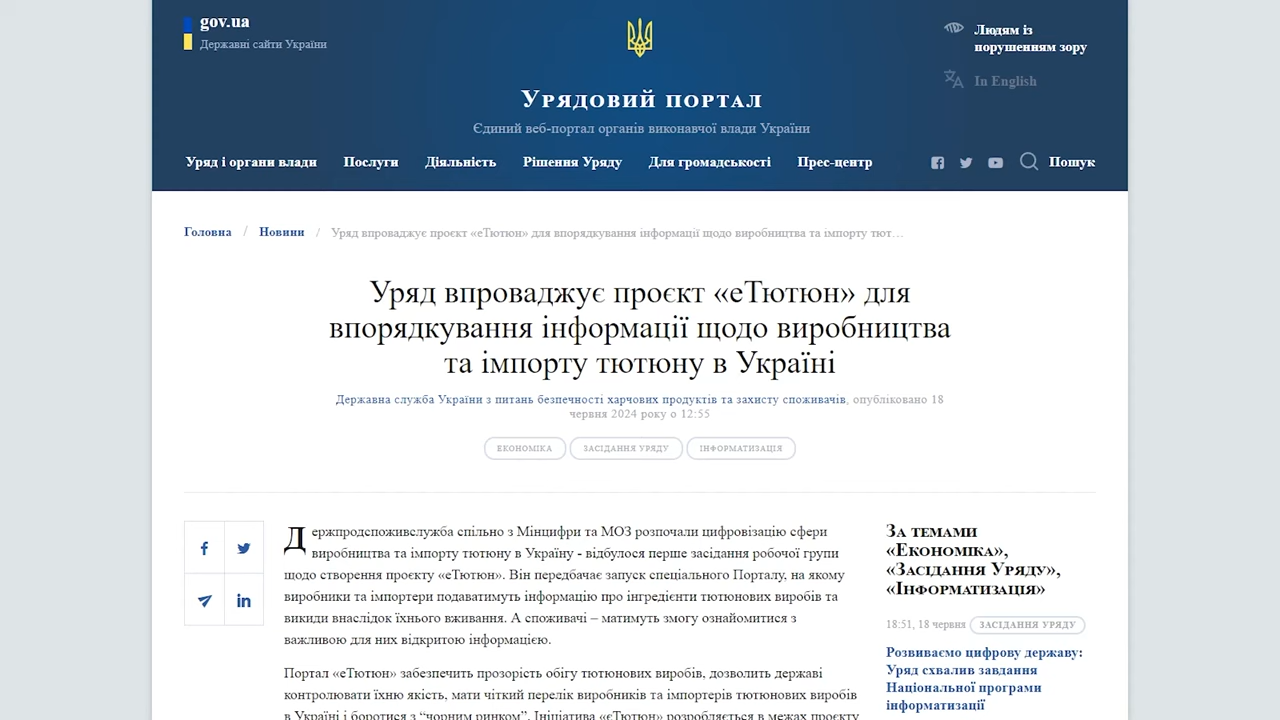 gov.ua
Державні сайти України
Людям із
порушенням зору
In English
Урядовий портал
Єдиний веб-портал органів виконавчої влади України
Уряд і органи влади Послуги Діяльність Рішення Уряду Для громадськості Прес-центр Пошук
Головна / Новини / Уряд впроваджує проєкт «еТютюн» для впорядкування інформації щодо виробництва та імпорту тют…
Уряд впроваджує проєкт «еТютюн» для
впорядкування інформації щодо виробництва
та імпорту тютюну в Україні
Державна служба України з питань безпечності харчових продуктів та захисту споживачів, опубліковано 18
червня 2024 року о 12:55
ЕКОНОМІКА ЗАСІДАННЯ УРЯДУ ІНФОРМАТИЗАЦІЯ
Держпродспоживслужба спільно з Мінцифри та МОЗ розпочали цифровізацію сфери
виробництва та імпорту тютюну в Україну - відбулося перше засідання робочої групи
щодо створення проєкту «еТютюн». Він передбачає запуск спеціального Порталу, на якому
виробники та імпортери подаватимуть інформацію про інгредієнти тютюнових виробів та
викиди внаслідок їхнього вживання. А споживачі – матимуть змогу ознайомитися з
важливою для них відкритою інформацією.
Портал «еТютюн» забезпечить прозорість обігу тютюнових виробів, дозволить державі
контролювати їхню якість, мати чіткий перелік виробників та імпортерів тютюнових виробів
в Україні і боротися з “чорним ринком”. Ініціатива «єТютюн» розробляється в межах проєкту
За темами
«Економіка»,
«Засідання Уряду»,
«Інформатизація»
18:51, 18 червня ЗАСІДАННЯ УРЯДУ
Розвиваємо цифрову державу:
Уряд схвалив завдання
Національної програми
інформатизації